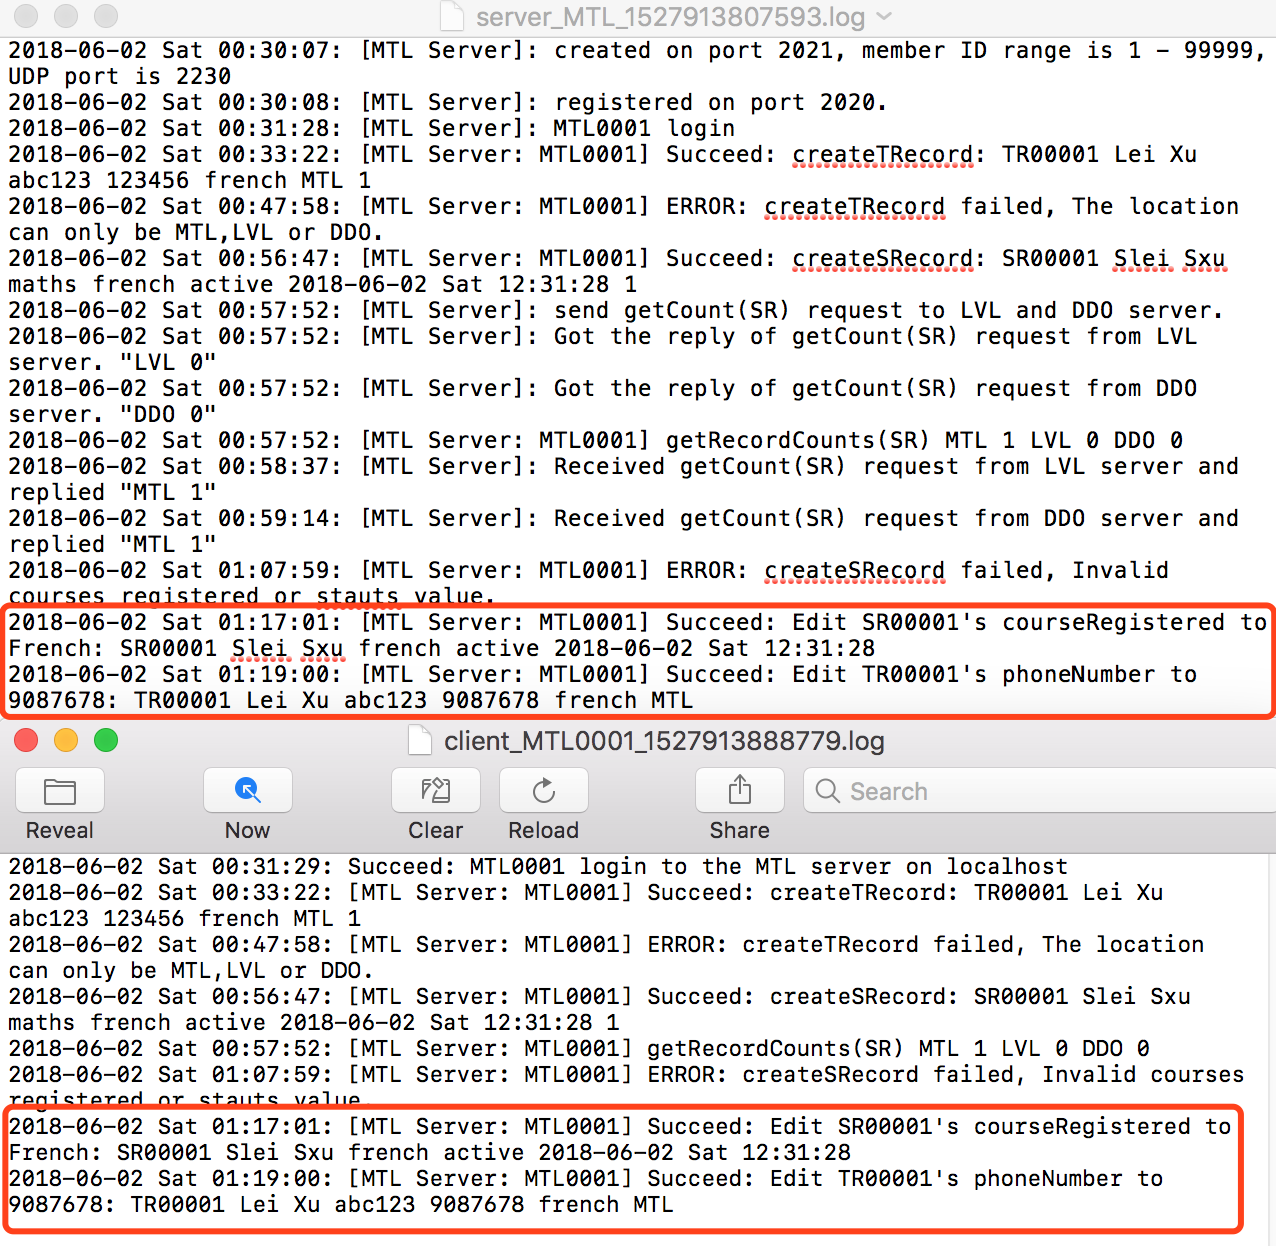 server_MTL_1527913807593.log
2018-06-02 Sat 00:30:07: [MTL Server]: created on port 2021, member ID range is 1 - 99999,
UDP port is 2230
2018-06-02 Sat 00:30:08: [MTL Server]: registered on port 2020.
2018-06-02 Sat 00:31:28: [MTL Server]: MTL0001 login
2018-06-02 Sat 00:33:22: [MTL Server: MTL0001] Succeed: createTRecord: TR00001 Lei Xu
abc123 123456 french MTL 1
2018-06-02 Sat 00:47:58: [MTL Server: MTL0001] ERROR: createTRecord failed, The location
can only be MTL,LVL or DDO.
2018-06-02 Sat 00:56:47: [MTL Server: MTL0001] Succeed: createSRecord: SR00001 Slei Sxu
maths french active 2018-06-02 Sat 12:31:28 1
2018-06-02 Sat 00:57:52: [MTL Server]: send getCount(SR) request to LVL and DDO server.
2018-06-02 Sat 00:57:52: [MTL Server]: Got the reply of getCount(SR) request from LVL
server. "LVL 0"
2018-06-02 Sat 00:57:52: [MTL Server]: Got the reply of getCount(SR) request from DDO
server. "DDO 0"
2018-06-02 Sat 00:57:52: [MTL Server: MTL0001] getRecordCounts(SR) MTL 1 LVL 0 DDO 0
2018-06-02 Sat 00:58:37: [MTL Server]: Received getCount(SR) request from LVL server and
replied "MTL 1"
2018-06-02 Sat 00:59:14: [MTL Server]: Received getCount(SR) request from DDO server and
replied "MTL 1"
2018-06-02 Sat 01:07:59: [MTL Server: MTL0001] ERROR: createSRecord failed, Invalid
courses registered or stauts value.
2018-06-02 Sat 01:17:01: [MTL Server: MTL0001] Succeed: Edit SR00001's courseRegistered to
French: SR00001 Slei Sxu french active 2018-06-02 Sat 12:31:28
2018-06-02 Sat 01:19:00: [MTL Server: MTL0001] Succeed: Edit TR00001's phoneNumber to
9087678: TR00001 Lei Xu abc123 9087678 french MTL
client_MTL0001_1527913888779.log
Search
Reveal Now Clear Reload Share
2018-06-02 Sat 00:31:29: Succeed: MTL0001 login to the MTL server on localhost
2018-06-02 Sat 00:33:22: [MTL Server: MTL0001] Succeed: createTRecord: TR00001 Lei Xu
abc123 123456 french MTL 1
2018-06-02 Sat 00:47:58: [MTL Server: MTL0001] ERROR: createTRecord failed, The location
can only be MTL,LVL or DDO.
2018-06-02 Sat 00:56:47: [MTL Server: MTL0001] Succeed: createSRecord: SR00001 Slei Sxu
maths french active 2018-06-02 Sat 12:31:28 1
2018-06-02 Sat 00:57:52: [MTL Server: MTL0001] getRecordCounts(SR) MTL 1 LVL 0 DDO 0
2018-06-02 Sat 01:07:59: [MTL Server: MTL0001] ERROR: createSRecord failed, Invalid courses
registered or stauts value.
2018-06-02 Sat 01:17:01: [MTL Server: MTL0001] Succeed: Edit SR00001's courseRegistered to
French: SR00001 Slei Sxu french active 2018-06-02 Sat 12:31:28
2018-06-02 Sat 01:19:00: [MTL Server: MTL0001] Succeed: Edit TR00001's phoneNumber to
9087678: TR00001 Lei Xu abc123 9087678 french MTL